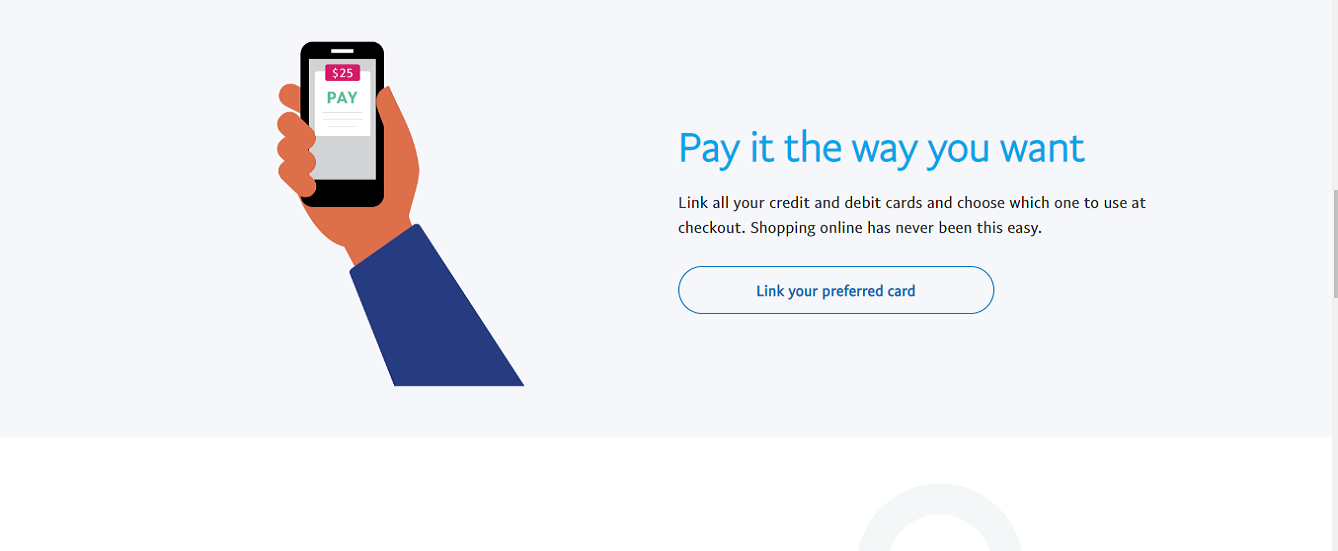 $25
PAY
Pay it the way you want
Link all your credit and debit cards and choose which one to use at
checkout. Shopping online has never been this easy.
Link your preferred card